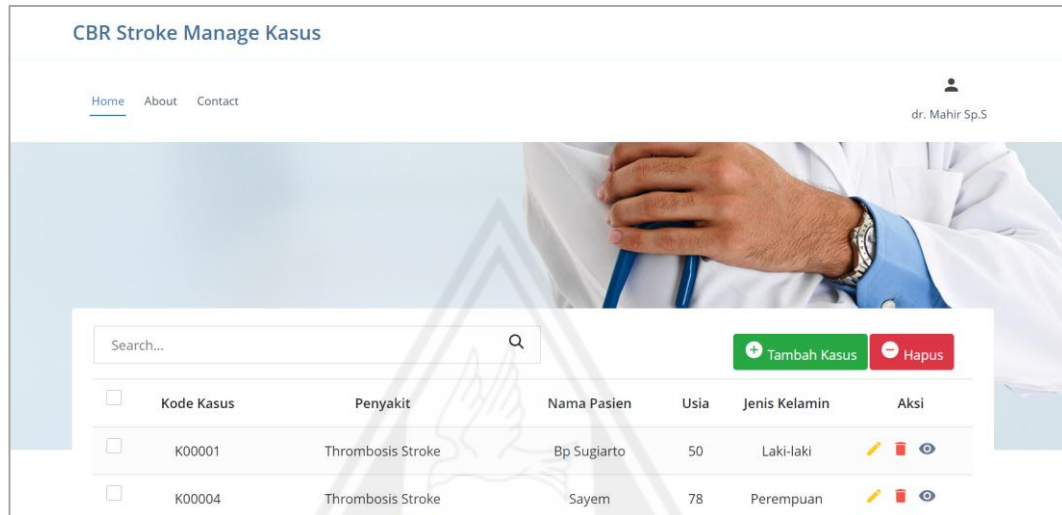 CBR Stroke Manage Kasus
Home About Contact
dr. Mahir Sp.S
Search...
Tambah Kasus Hapus
Kode Kasus Penyakit Nama Pasien Usia Jenis Kelamin Aksi
K00001 Thrombosis Stroke Bp Sugiarto 50 Laki-laki
K00004 Thrombosis Stroke Sayem 78 Perempuan